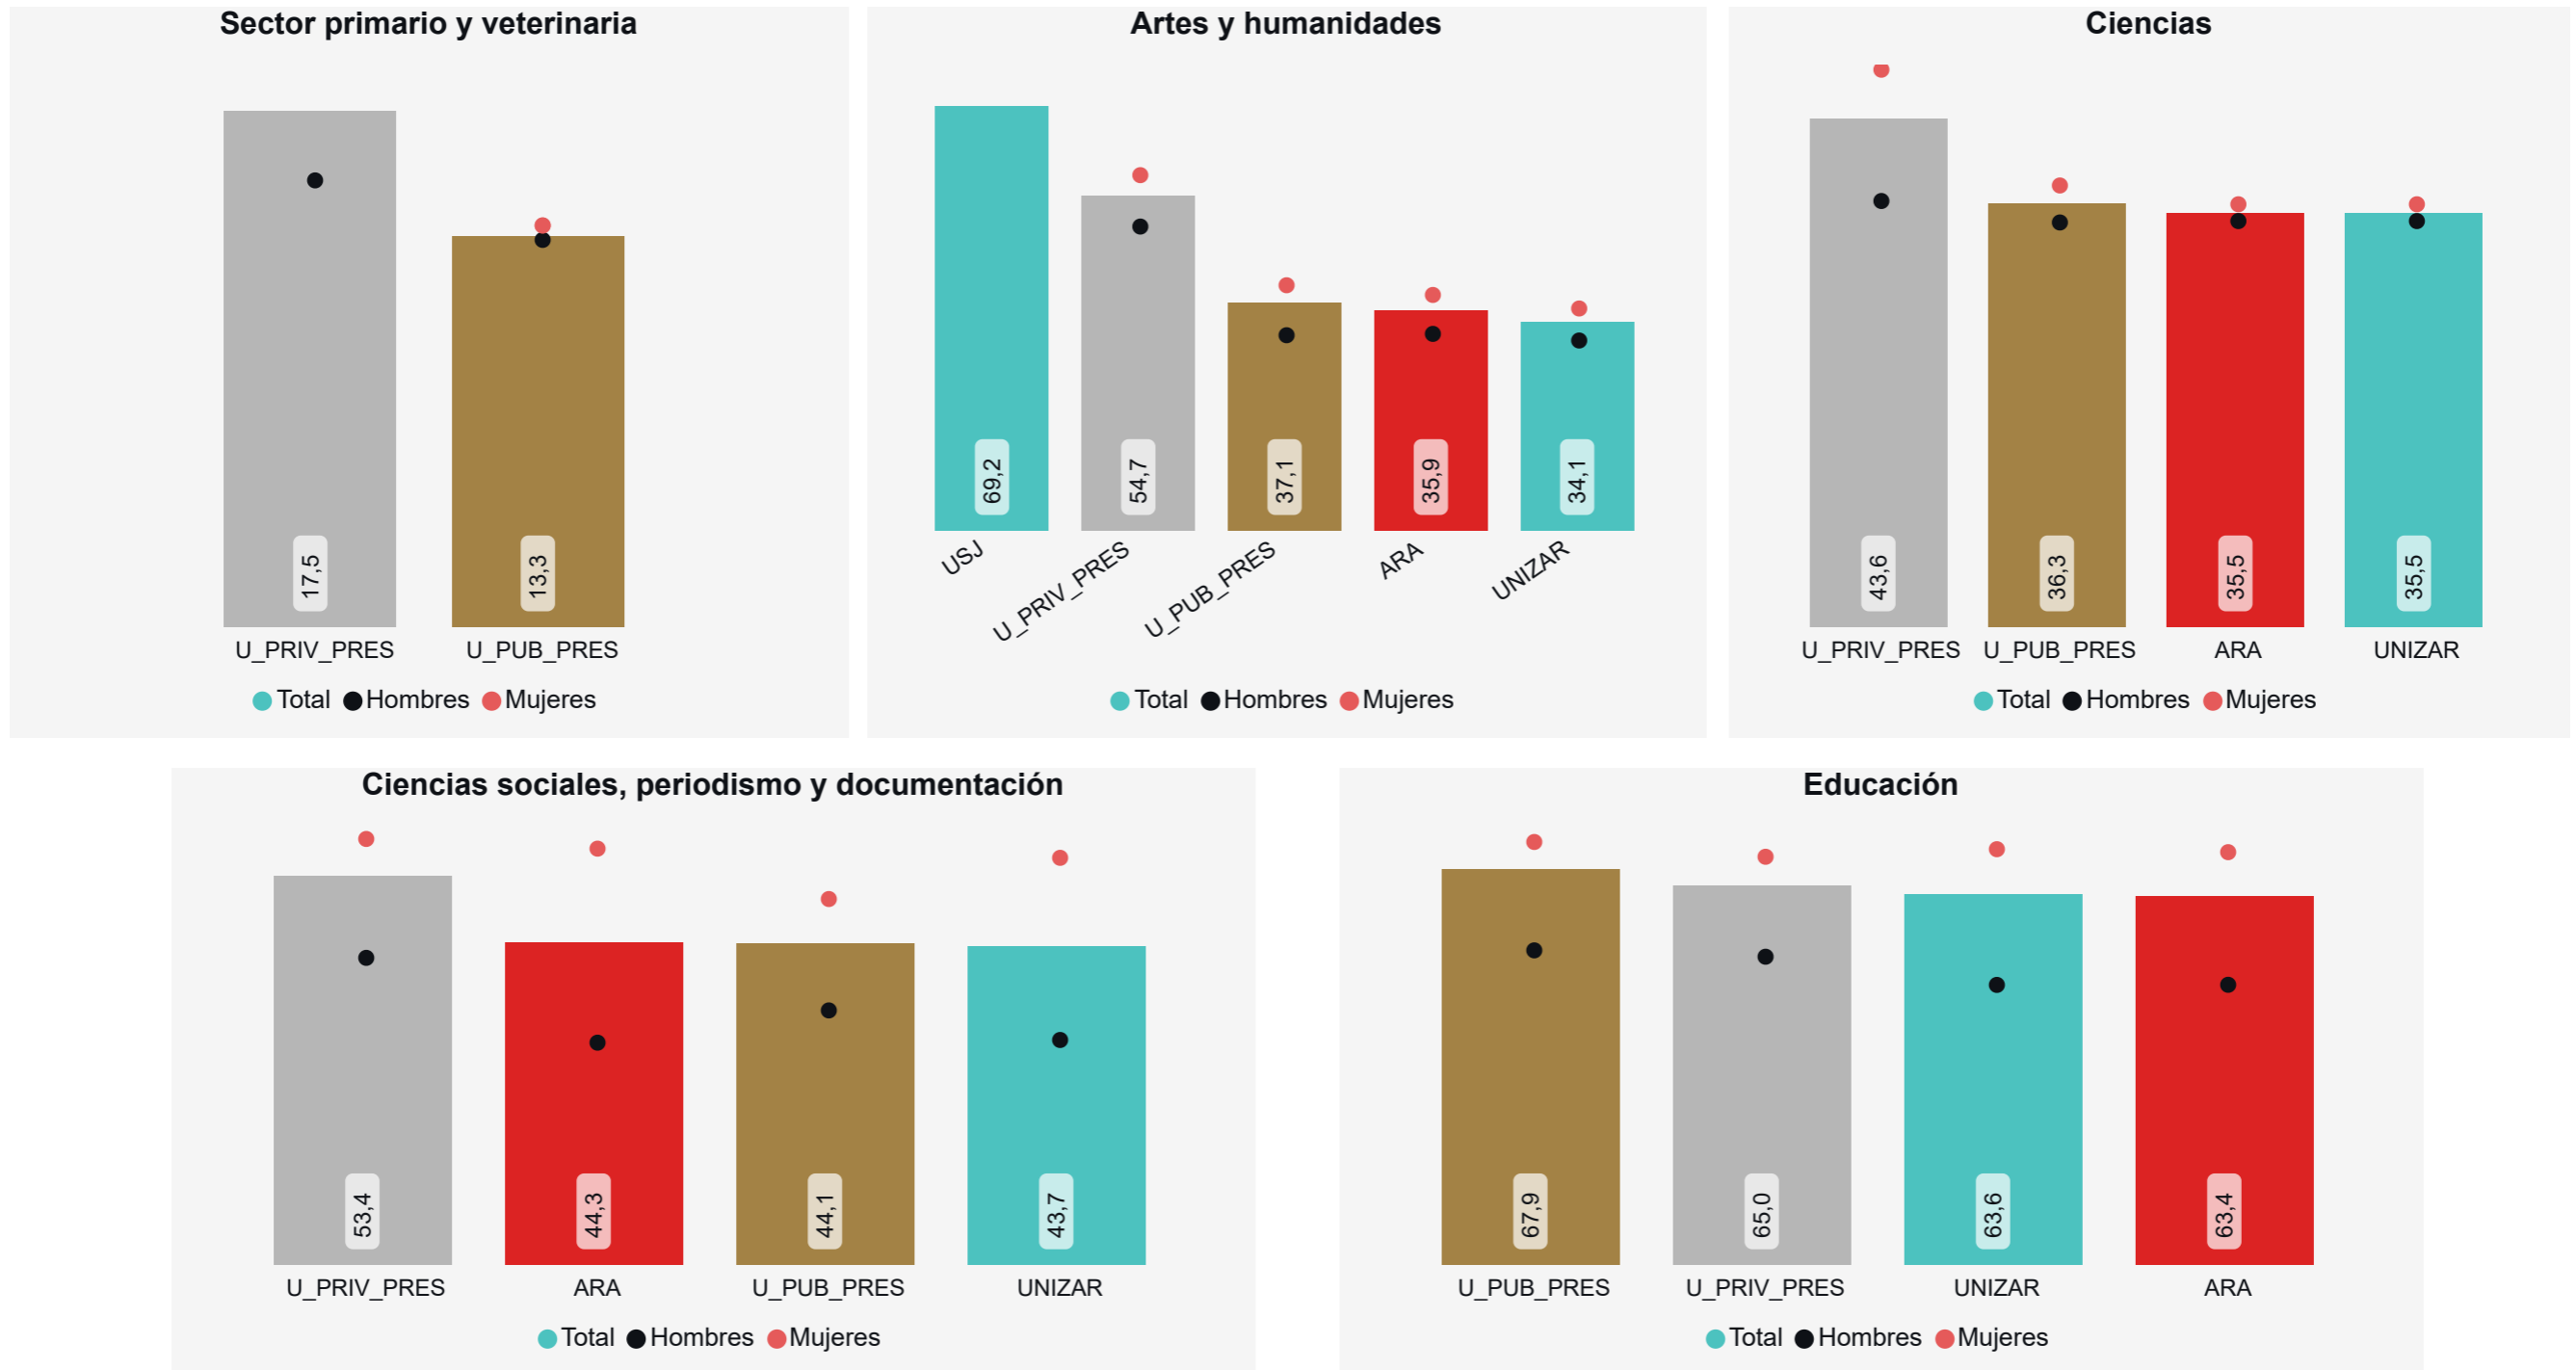 Sector primario y veterinaria
17,5
13,3
U_PRIV_PRES
U_PUB_PRES
Total
Hombres
Mujeres
Artes y humanidades
69,2
54,7
37,1
35,9
34,1
USJ
U_PRIV_PRES
U_PUB_PRES
ARA
UNIZAR
Total
Hombres
Mujeres
Ciencias
43,6
36,3
35,5
35,5
U_PRIV_PRES
U_PUB_PRES
ARA
UNIZAR
Total
Hombres
Mujeres
Ciencias sociales, periodismo y documentación
53,4
44,3
44,1
43,7
U_PRIV_PRES
ARA
U_PUB_PRES
UNIZAR
Total
Hombres
Mujeres
Educación
67,9
65,0
63,6
63,4
U_PUB_PRES
U_PRIV_PRES
UNIZAR
ARA
Total
Hombres
Mujeres